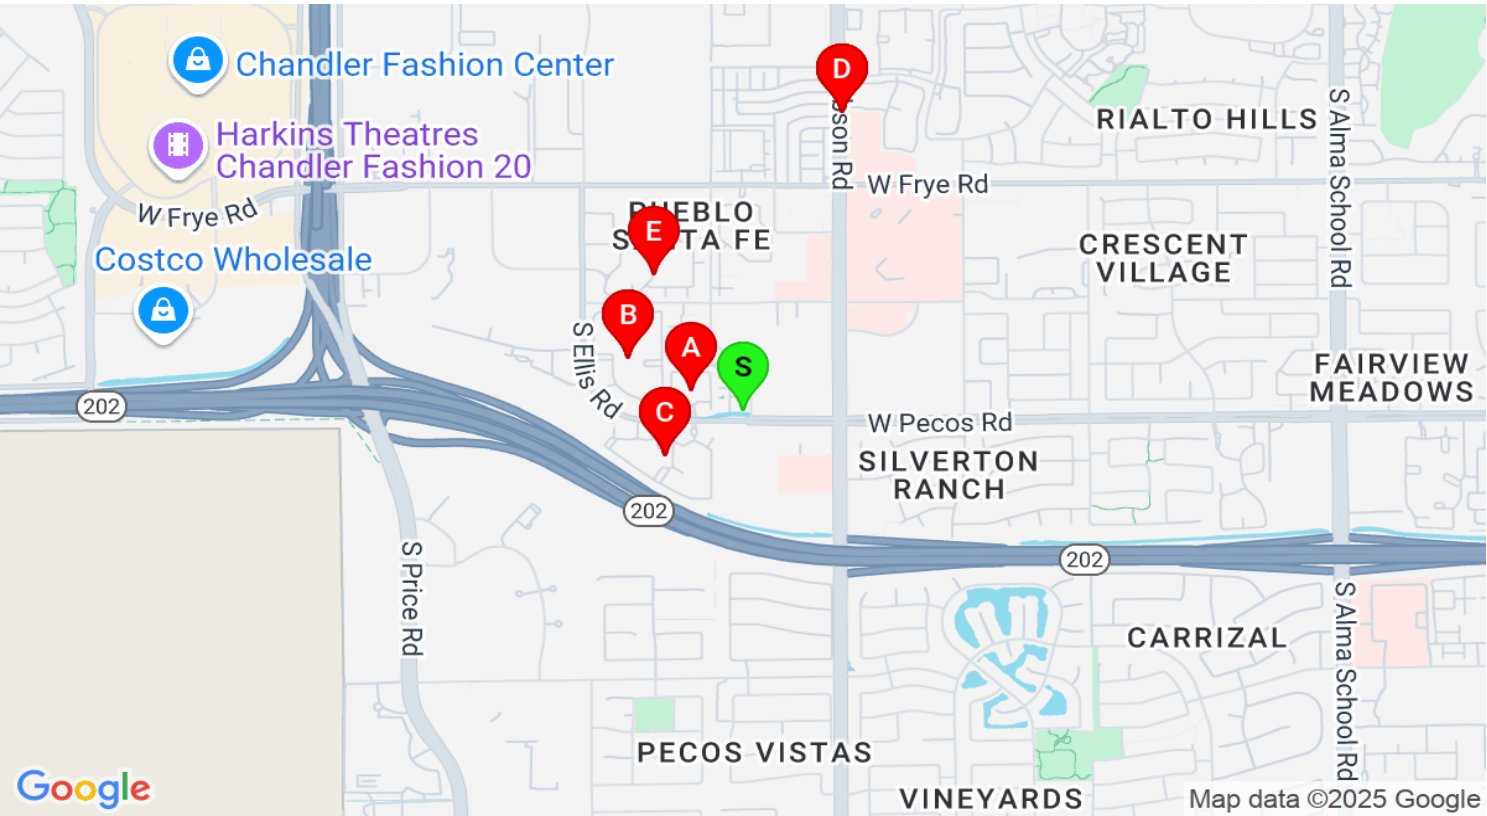 Chandler Fashion Center
Harkins Theatres
Chandler Fashion 20
W Frye Rd
Costco Wholesale
D
RIALTO HILLS
S Alma School Rd
Rd
W Frye Rd
E
CRESCENT
VILLAGE
B
A
S
C
S Ellis Rd
FAIRVIEW
MEADOWS
202
W Pecos Rd
SILVERTON
RANCH
202
202
S Price Rd
CARRIZAL
S Alma School Rd
PECOS VISTAS
VINEYARDS
Google
Map data ©2025 Google